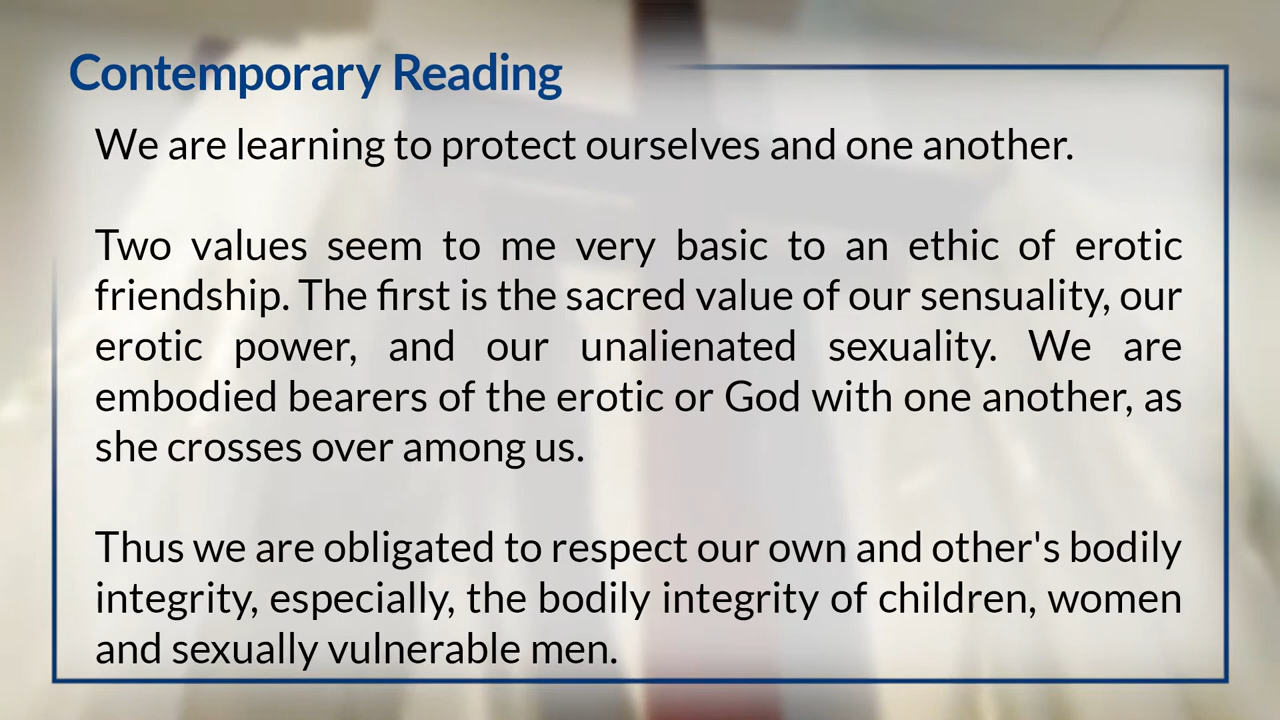 Contemporary Reading
We are learning to protect ourselves and one another.
Two values seem to me very basic to an ethic of erotic
friendship. The first is the sacred value of our sensuality, our
erotic power, and our unalienated sexuality. We are
embodied bearers of the erotic or God with one another, as
she crosses over among us.
Thus we are obligated to respect our own and other's bodily
integrity, especially, the bodily integrity of children, women
and sexually vulnerable men.